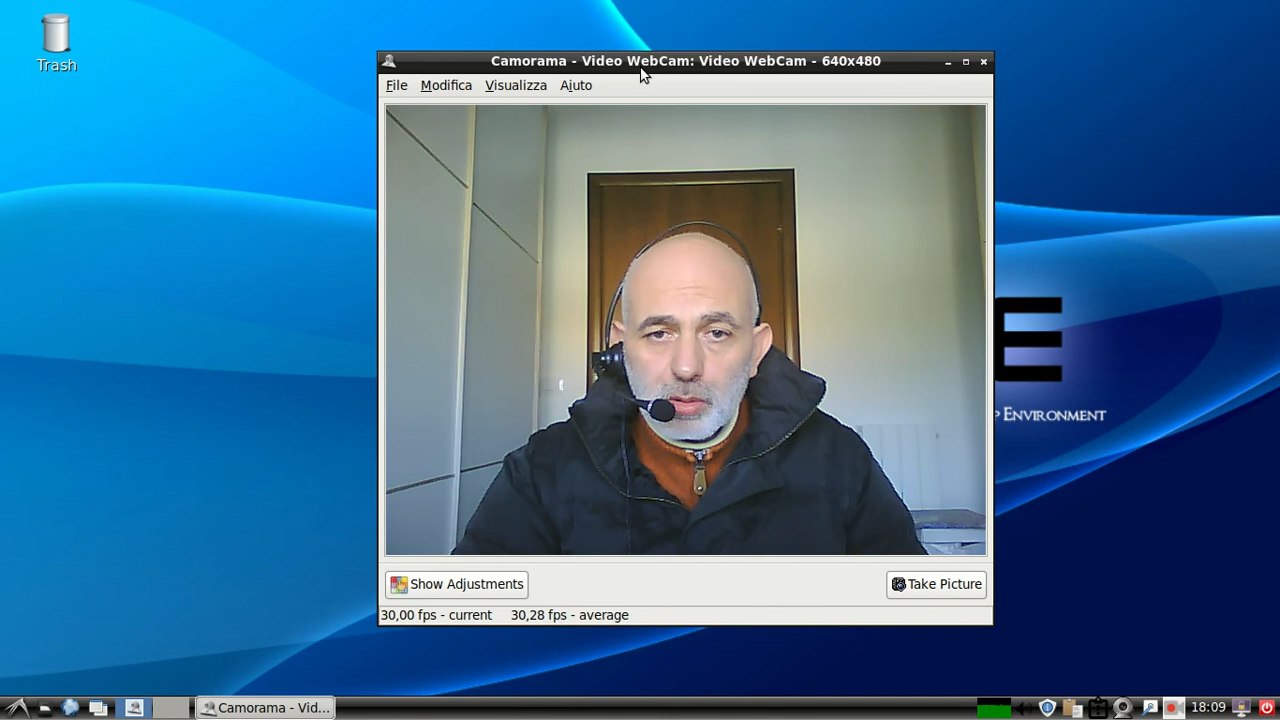 Trash
Camorama - Video WebCam: Video WebCam - 640x480
File Modifica Visualizza Aiuto
E
P ENVIRONMENT
Show Adjustments
Take Picture
30,00 fps - current 30,28 fps - average
Camorama - Vid...
18:09